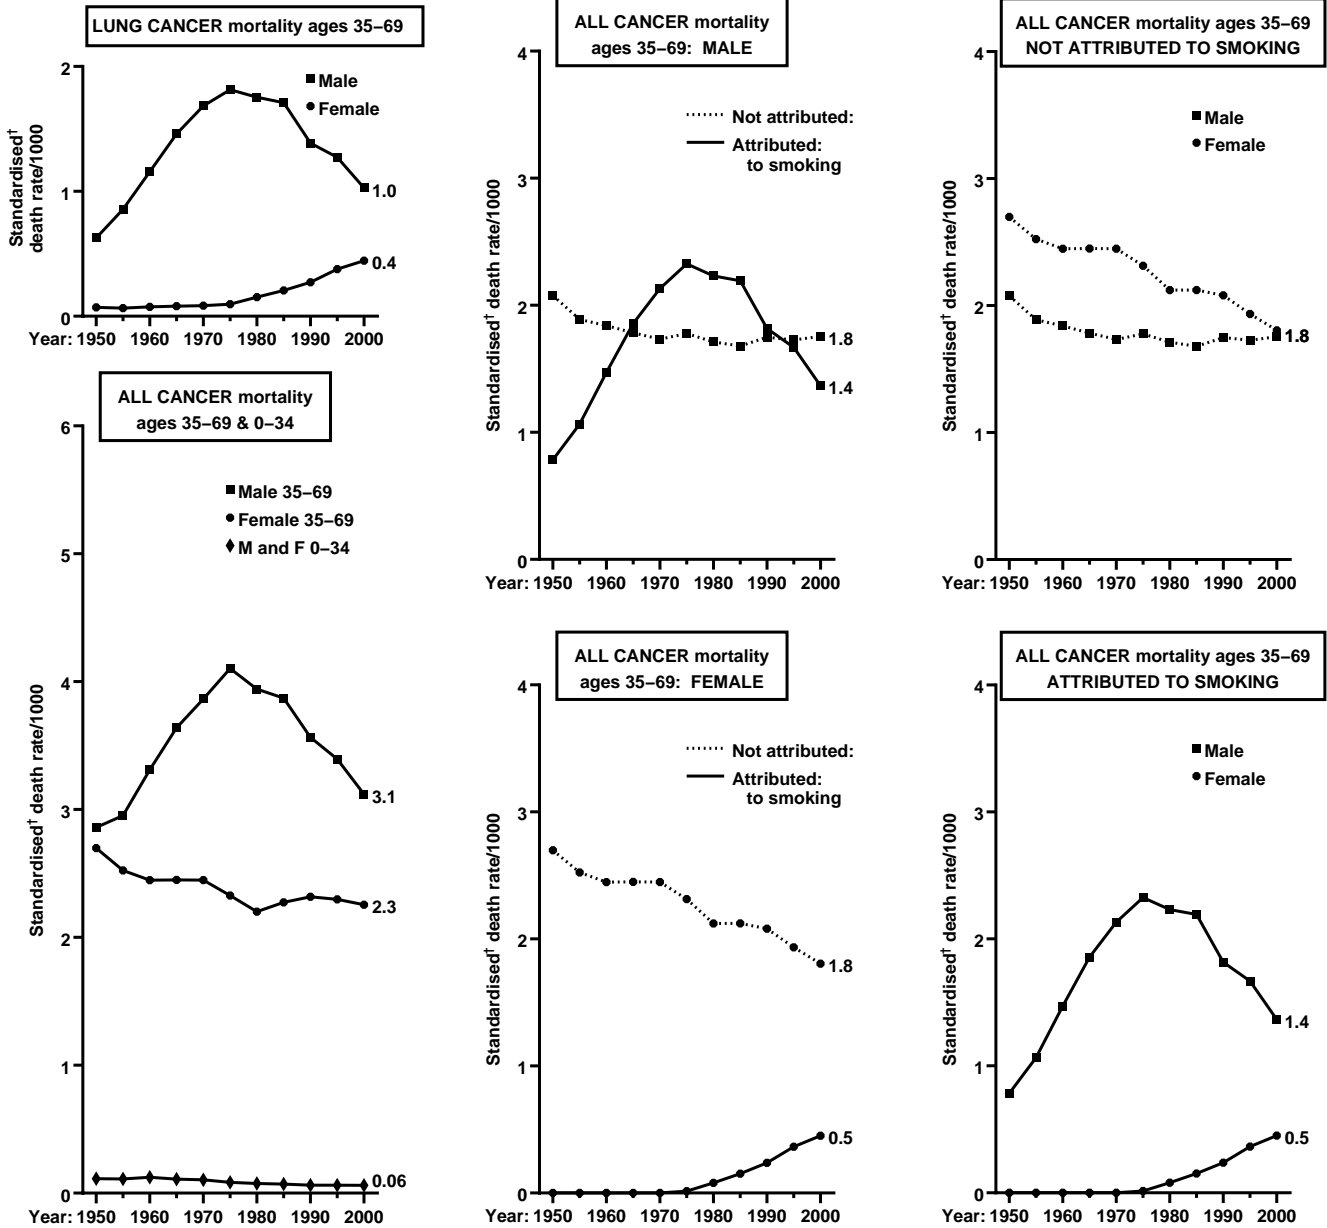 LUNG CANCER mortality ages 35–69
2
1
0
Standardised†
death rate/1000
Male
Female
1.0
0.4
Year: 1950 1960 1970 1980 1990 2000
ALL CANCER mortality
ages 35–69 & 0–34
6
5
4
3
2
1
0
Standardised† death rate/1000
Male 35–69
Female 35–69
M and F 0–34
3.1
2.3
0.06
Year: 1950 1960 1970 1980 1990 2000
ALL CANCER mortality
ages 35–69: MALE
4
3
2
1
0
Standardised† death rate/1000
Not attributed:
Attributed:
to smoking
1.8
1.4
Year: 1950 1960 1970 1980 1990 2000
ALL CANCER mortality
ages 35–69: FEMALE
4
3
2
1
0
Standardised† death rate/1000
Not attributed:
Attributed:
to smoking
1.8
0.5
Year: 1950 1960 1970 1980 1990 2000
ALL CANCER mortality ages 35–69
NOT ATTRIBUTED TO SMOKING
4
3
2
1
0
Standardised† death rate/1000
Male
Female
1.8
Year: 1950 1960 1970 1980 1990 2000
ALL CANCER mortality ages 35–69
ATTRIBUTED TO SMOKING
4
3
2
1
0
Standardised† death rate/1000
Male
Female
1.4
0.5
Year: 1950 1960 1970 1980 1990 2000